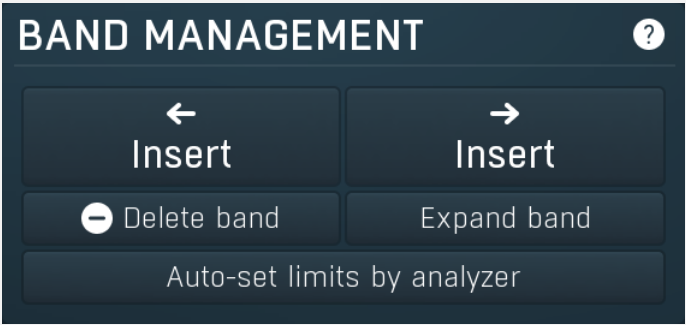 BAND MANAGEMENT ?
← →
Insert Insert
Delete band Expand band
Auto-set limits by analyzer